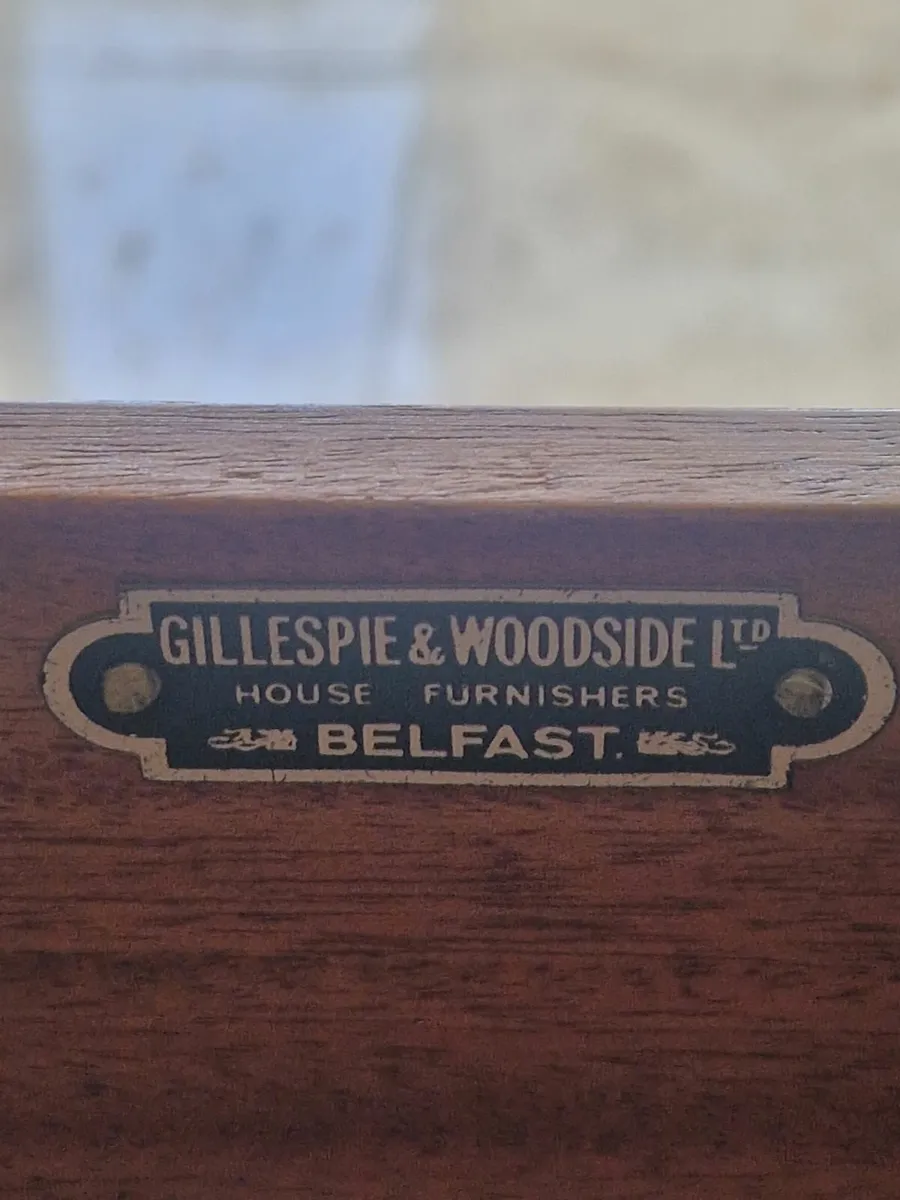 GILLESPIE & WOODSIDE LTD
HOUSE FURNISHERS
BELFAST.